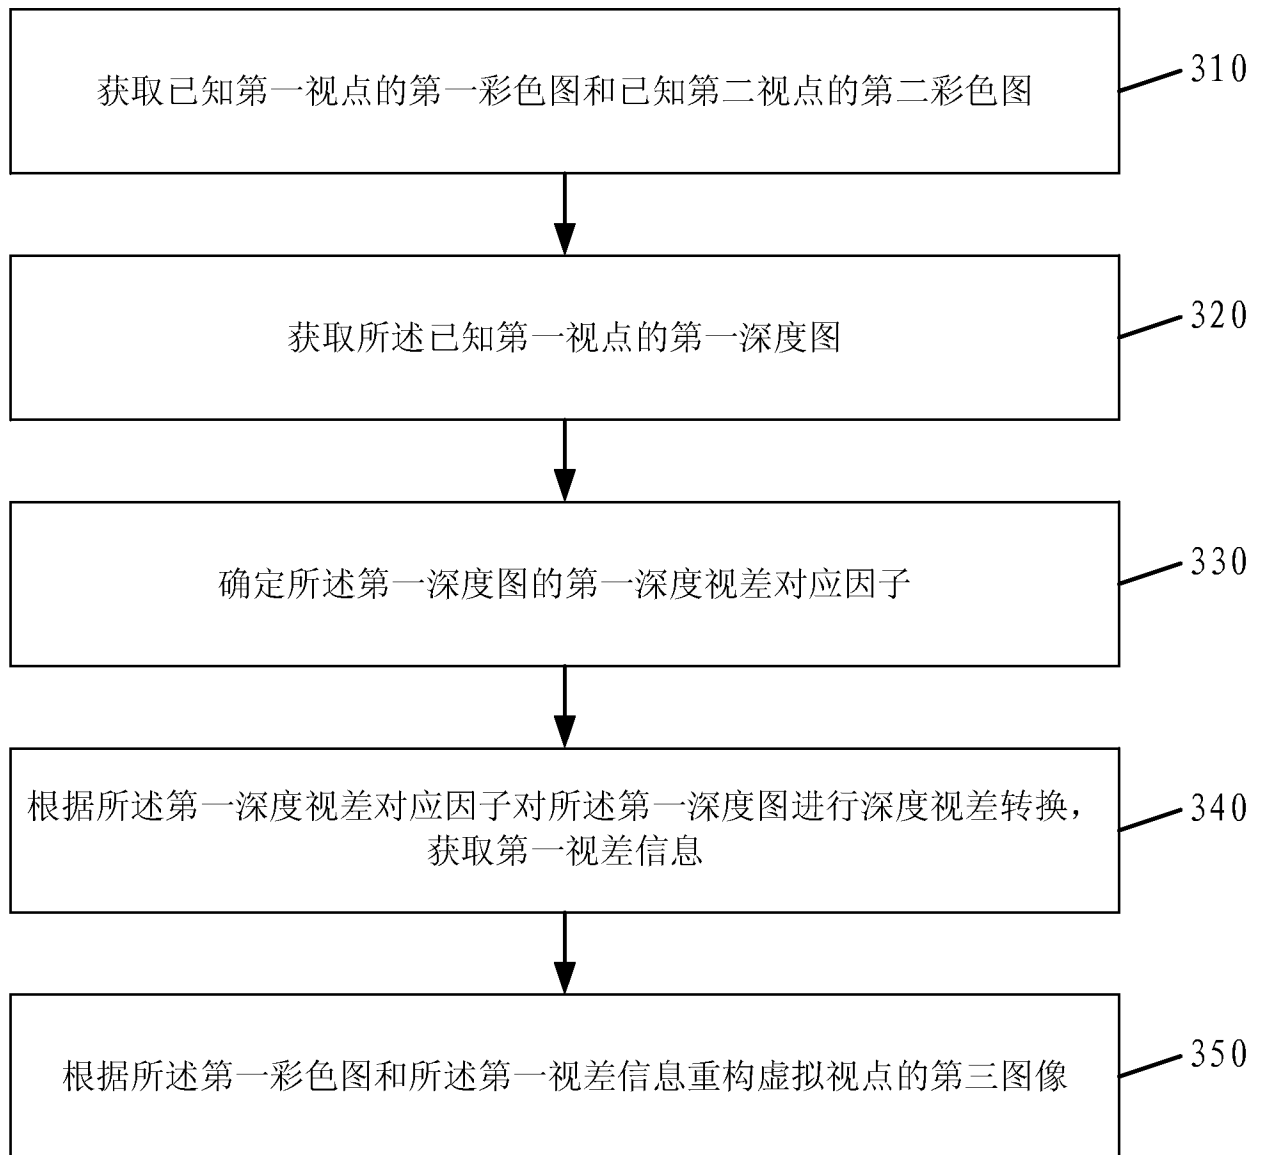 获取已知第一视点的第一彩色图和已知第二视点的第二彩色图
310
获取所述已知第一视点的第一深度图
320
确定所述第一深度图的第一深度视差对应因子
330
根据所述第一深度视差对应因子对所述第一深度图进行深度视差转换，
获取第一视差信息
340
根据所述第一彩色图和所述第一视差信息重构虚拟视点的第三图像
350